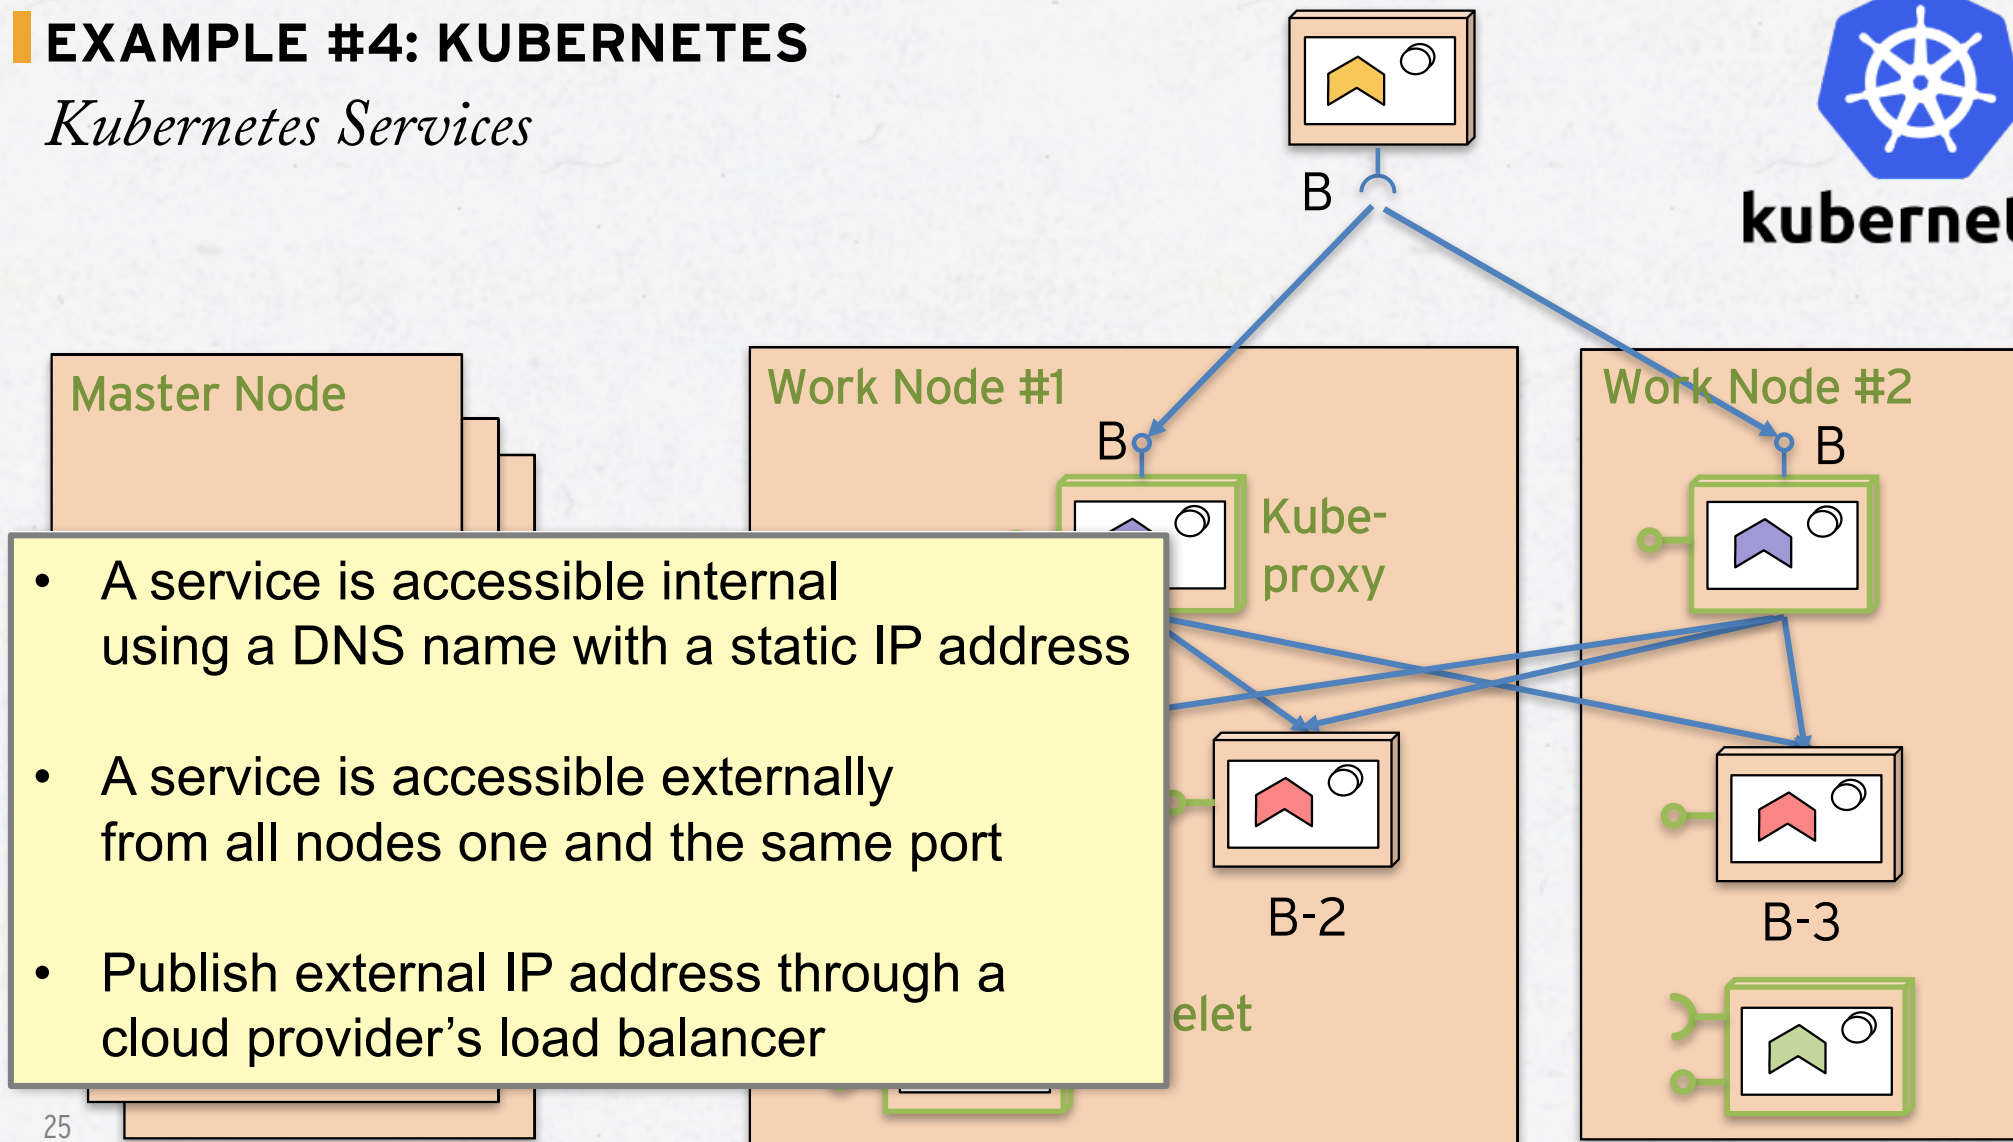 EXAMPLE #4: KUBERNETES
Kubernetes Services
B
Master Node
Work Node #1
Work Node #2
B
B
Kube-
proxy
• A service is accessible internal
using a DNS name with a static IP address
• A service is accessible externally
from all nodes one and the same port
• Publish external IP address through a
cloud provider’s load balancer
B-2
B-3
elet
25